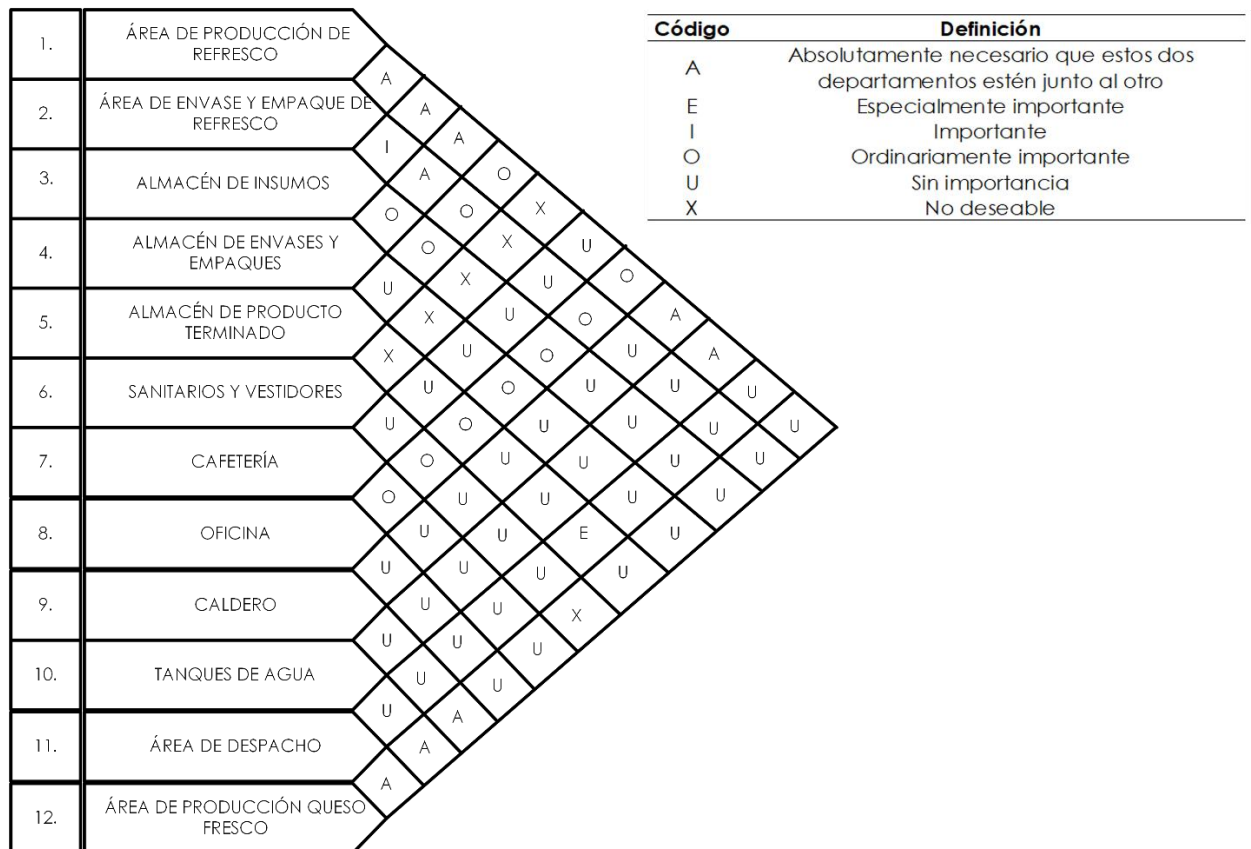 1. ÁREA DE PRODUCCIÓN DE
REFRESCO
A A A O X U O A A U U
2. ÁREA DE ENVASE Y EMPAQUE DE
REFRESCO
I A O X U O U U U U
3. ALMACÉN DE INSUMOS
O O X U O U U U U
4. ALMACÉN DE ENVASES Y
EMPAQUES
U X U O U U U U
5. ALMACÉN DE PRODUCTO
TERMINADO
X U O U U E U
6. SANITARIOS Y VESTIDORES
U O U U U X
7. CAFETERÍA
O U U U U
8. OFICINA
U U U U
9. CALDERO
U U A
10. TANQUES DE AGUA
U A
11. ÁREA DE DESPACHO
A
12. ÁREA DE PRODUCCIÓN QUESO
FRESCO
Código Definición
A Absolutamente necesario que estos dos
departamentos estén junto al otro
E Especialmente importante
I Importante
O Ordinariamente importante
U Sin importancia
X No deseable